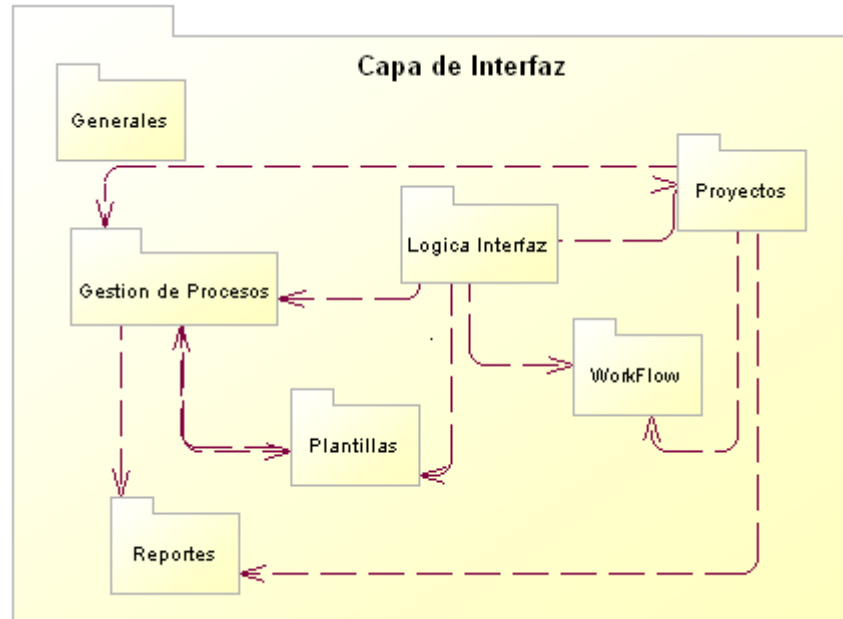 Capa de Interfaz
Generales
Proyectos
Logica Interfaz
Gestion de Procesos
WorkFlow
Plantillas
Reportes